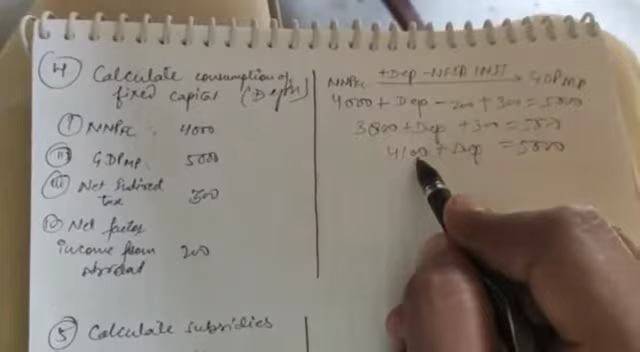 4 Calculate consumption of
fixed capital (Depn)
i NNPFC 4000
ii GDPMP 5000
iii Net Indirect
tax 300
iv Net factor
income from
abroad 200
5 Calculate subsidies
NNPFC +Dep -NFIA +NIT GDPMP
4000 + Dep - 200 + 300 = 5000
3800 + Dep + 300 = 5000
4100 + Dep = 5000